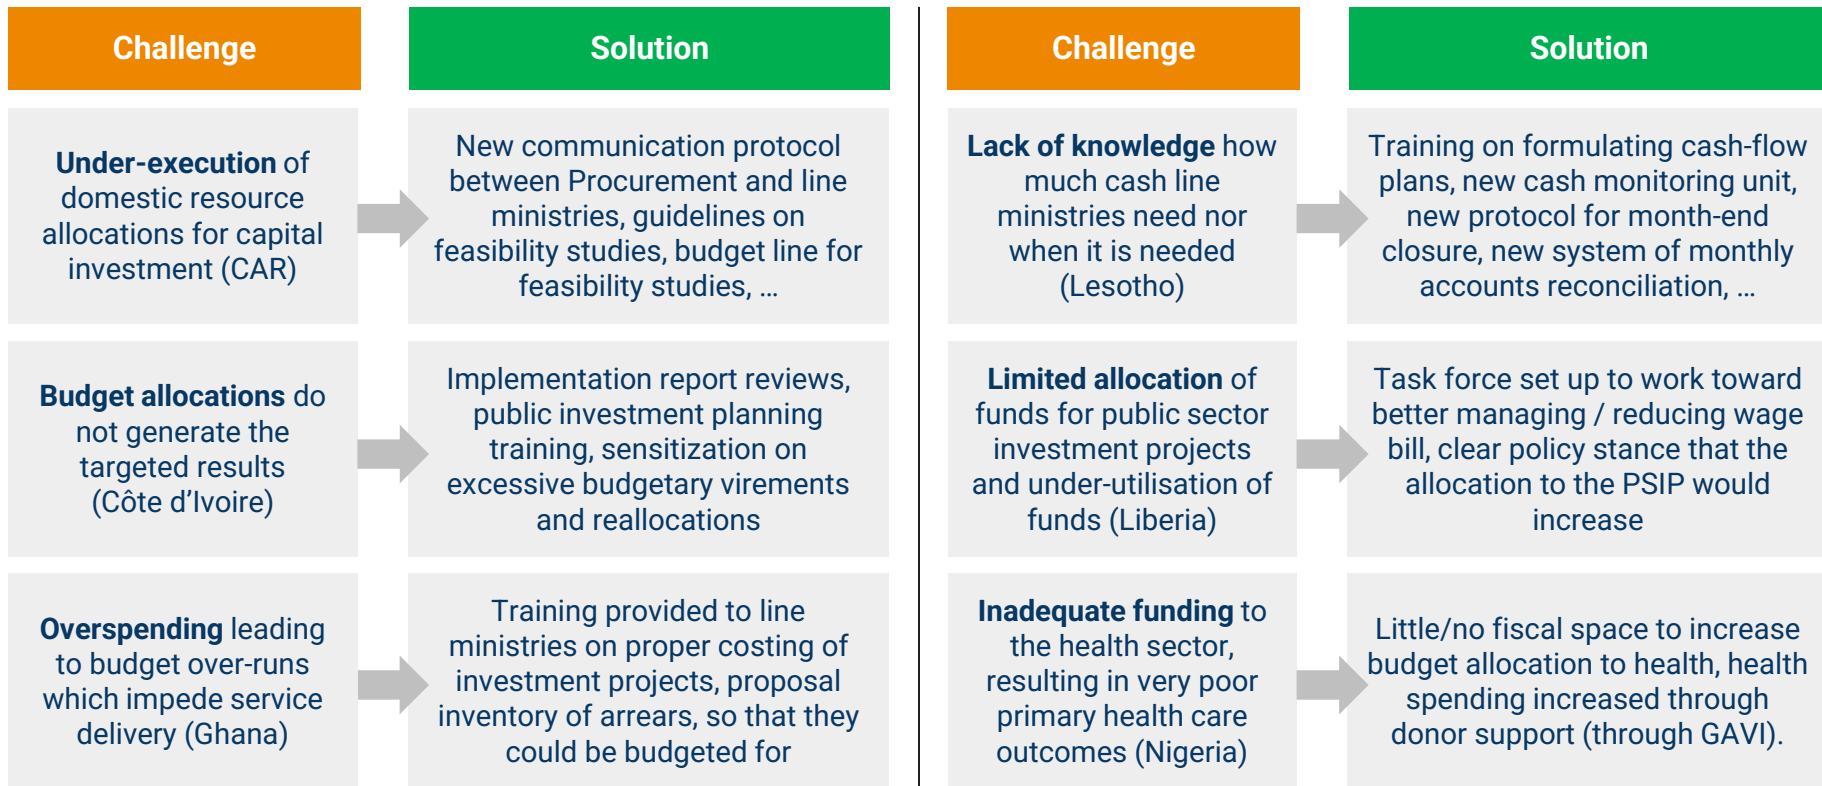 Challenge
Solution
Under-execution of
domestic resource
allocations for capital
investment (CAR)
New communication protocol
between Procurement and line
ministries, guidelines on
feasibility studies, budget line for
feasibility studies, …
Budget allocations do
not generate the
targeted results
(Côte d’Ivoire)
Implementation report reviews,
public investment planning
training, sensitization on
excessive budgetary virements
and reallocations
Overspending leading
to budget over-runs
which impede service
delivery (Ghana)
Training provided to line
ministries on proper costing of
investment projects, proposal
inventory of arrears, so that they
could be budgeted for
Challenge
Solution
Lack of knowledge how
much cash line
ministries need nor
when it is needed
(Lesotho)
Training on formulating cash-flow
plans, new cash monitoring unit,
new protocol for month-end
closure, new system of monthly
accounts reconciliation, …
Limited allocation of
funds for public sector
investment projects
and under-utilisation of
funds (Liberia)
Task force set up to work toward
better managing / reducing wage
bill, clear policy stance that the
allocation to the PSIP would
increase
Inadequate funding to
the health sector,
resulting in very poor
primary health care
outcomes (Nigeria)
Little/no fiscal space to increase
budget allocation to health, health
spending increased through
donor support (through GAVI).